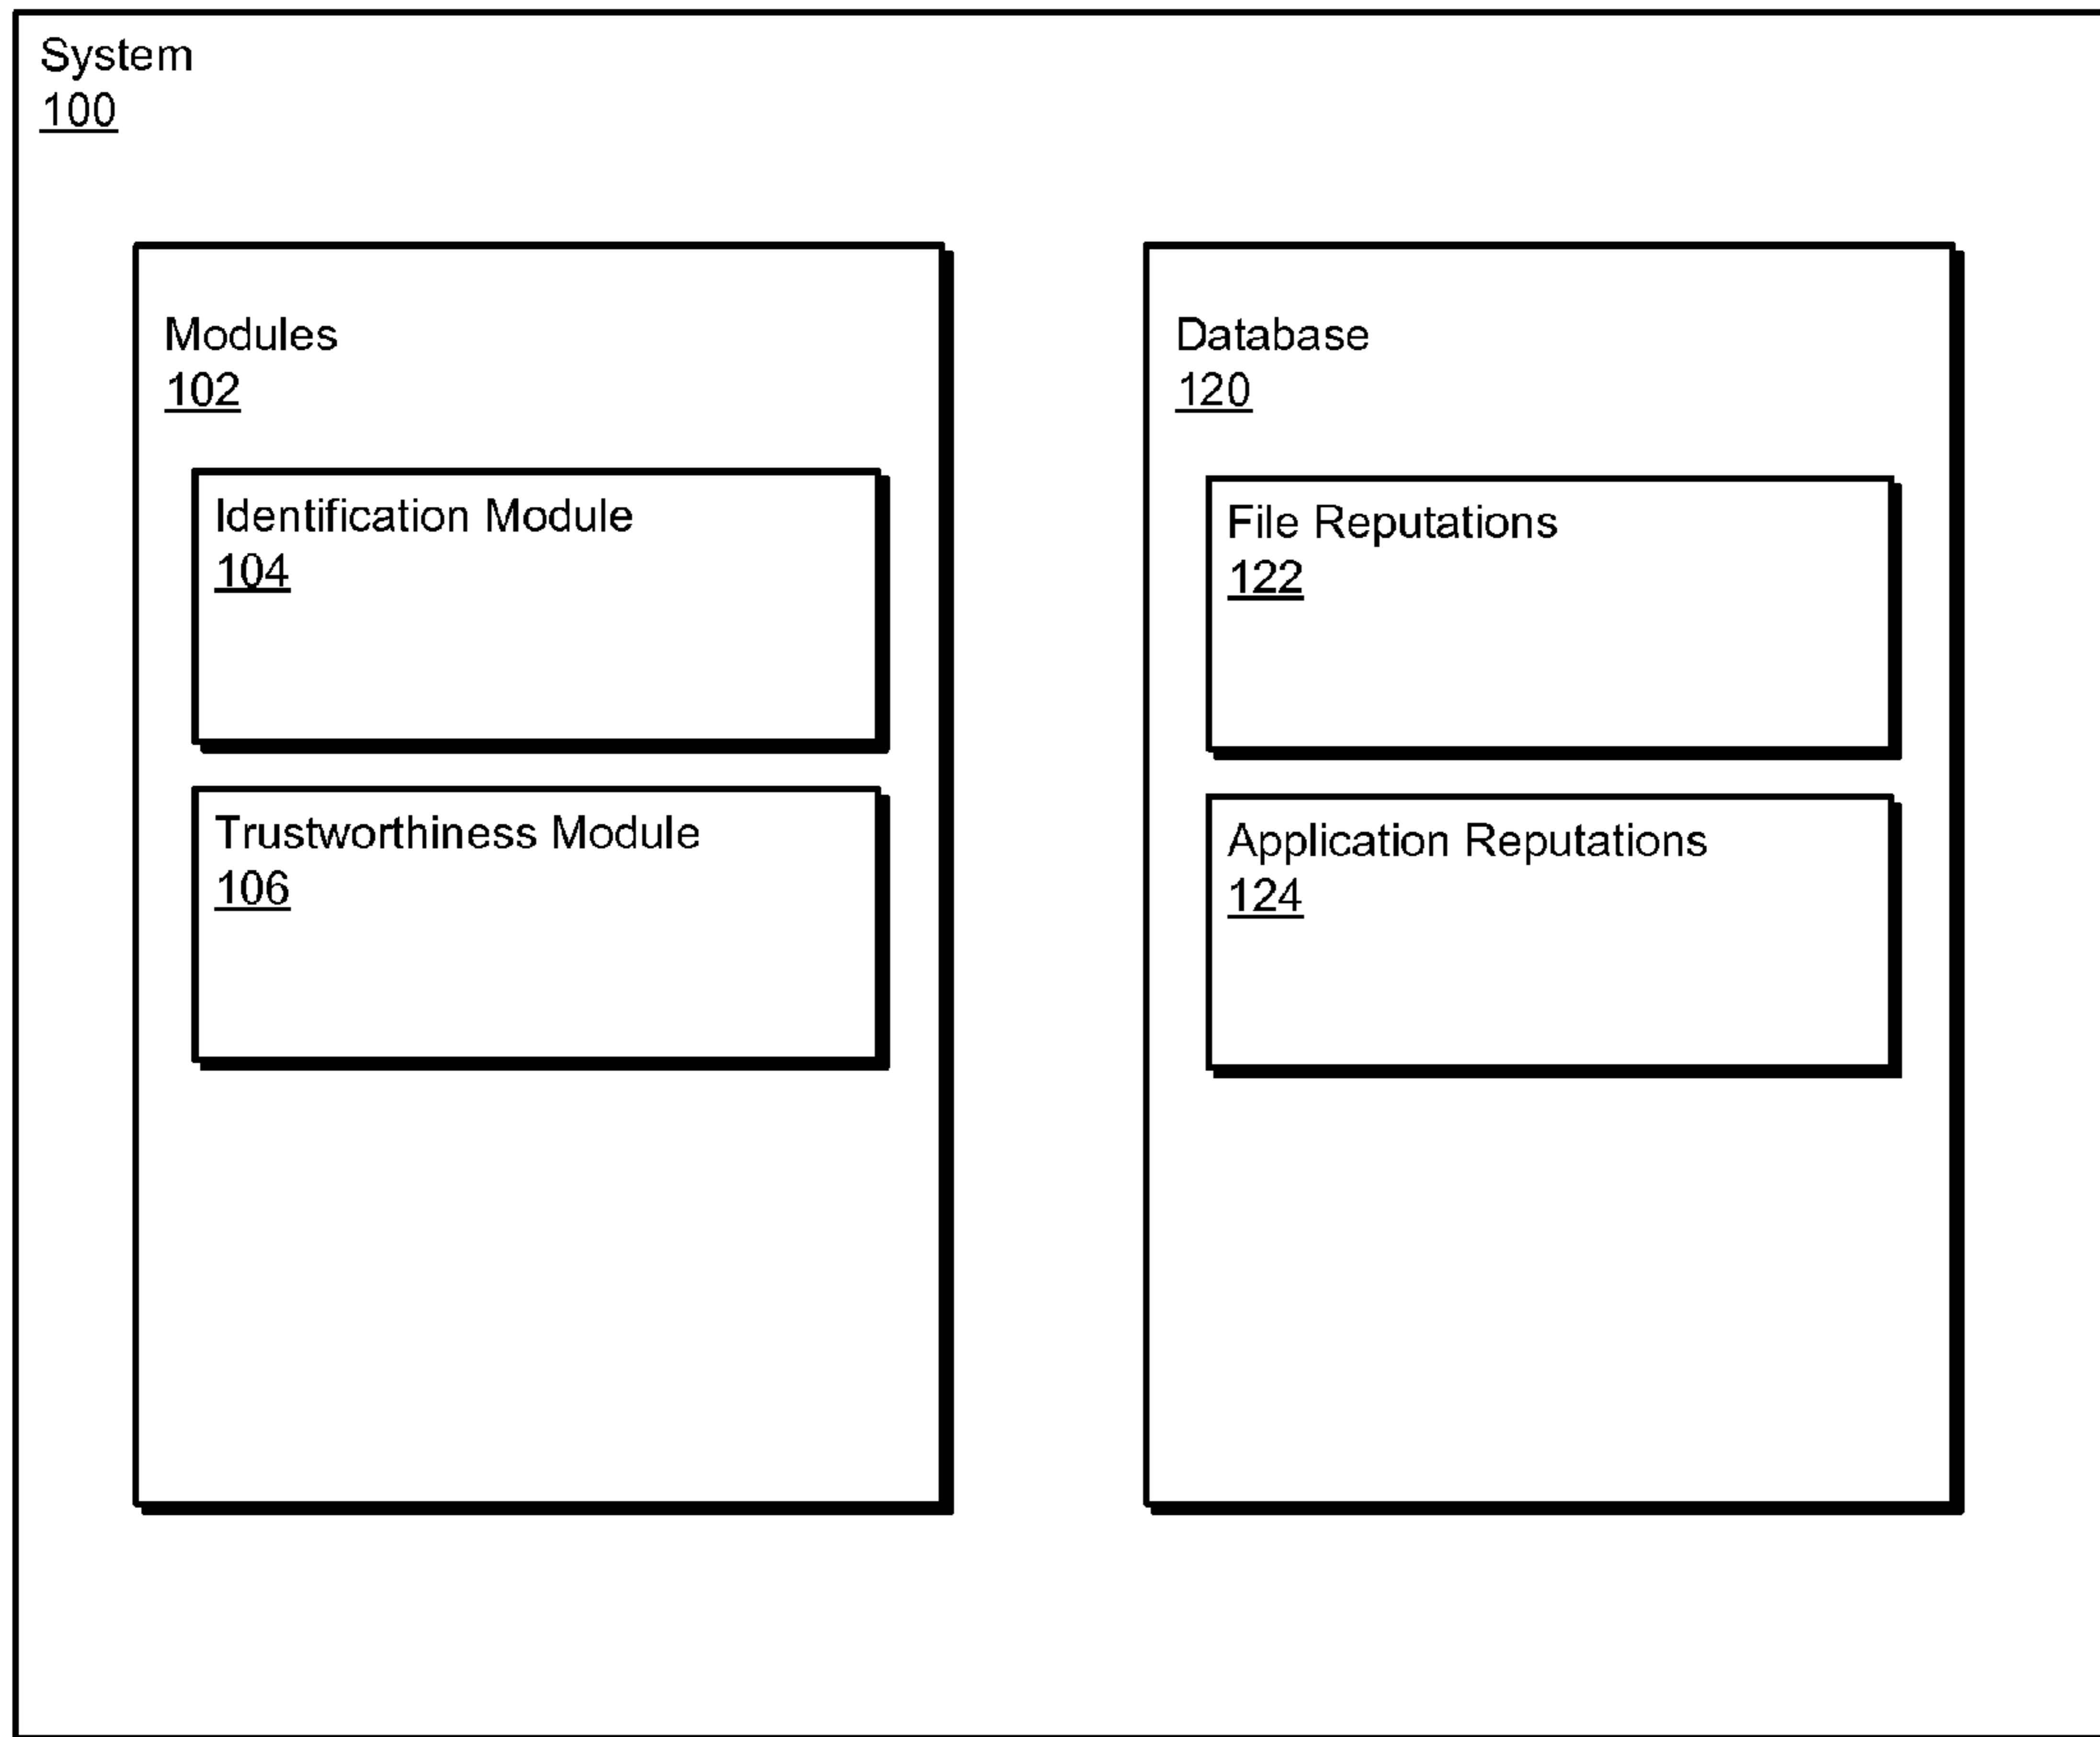 System
100
Modules
102
Identification Module
104
Trustworthiness Module
106
Database
120
File Reputations
122
Application Reputations
124